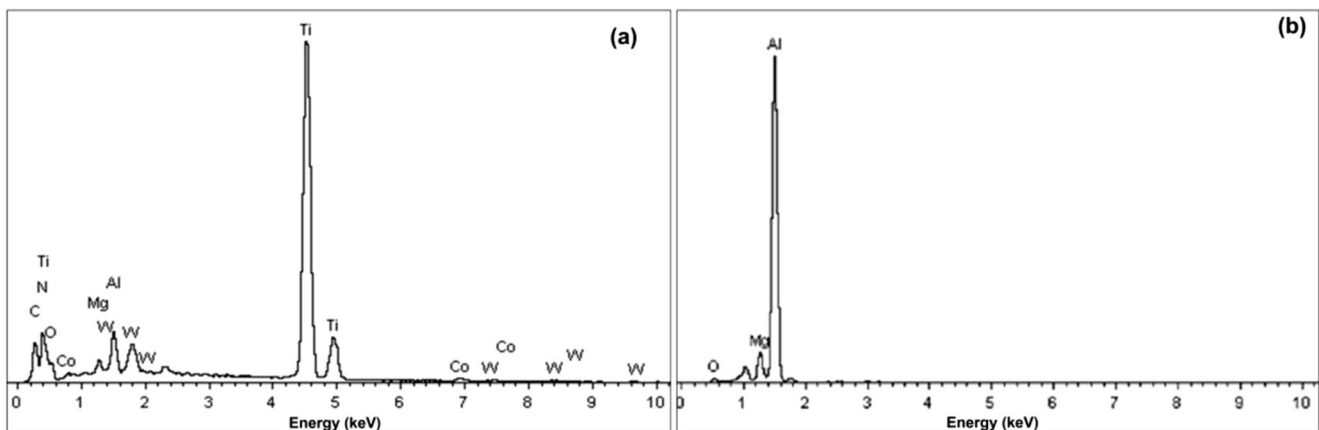 (a)
Ti
Ti
N
C
O
Co
Mg
W
Al
W
W
Ti
Co
W
Co
W
W
W
0 1 2 3 4 5 6 7 8 9 10
Energy (keV)
(b)
Al
Mg
O
0 1 2 3 4 5 6 7 8 9 10
Energy (keV)